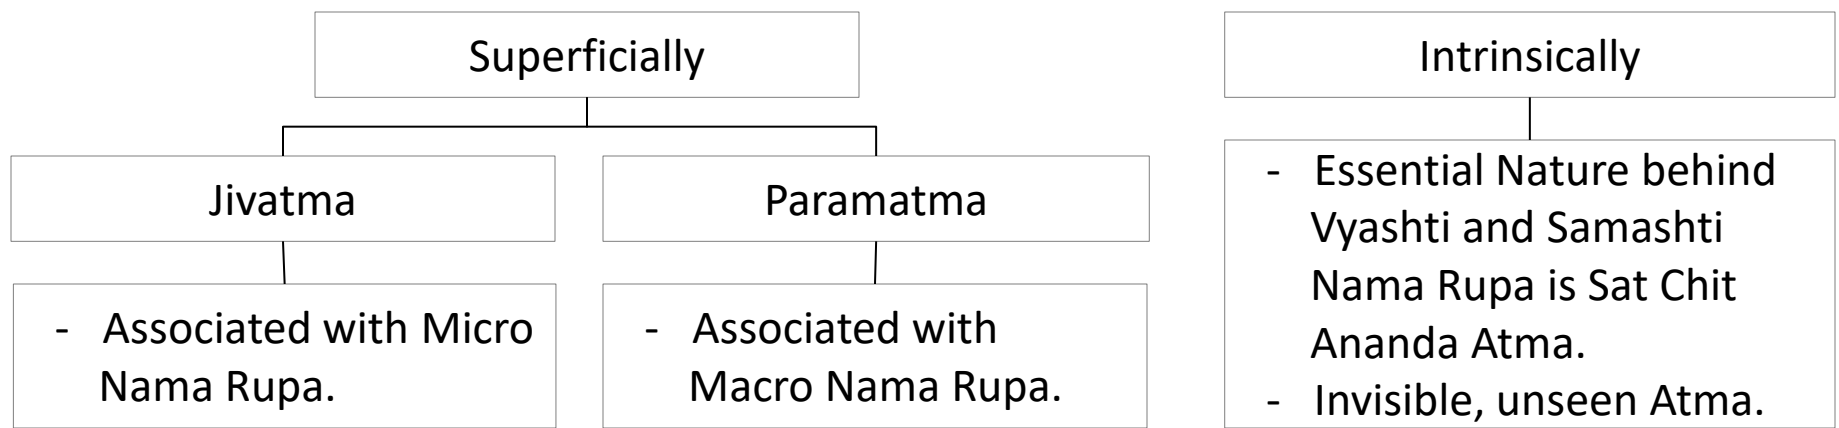 Superficially
Jivatma
- Associated with Micro
Nama Rupa.
Paramatma
- Associated with
Macro Nama Rupa.
Intrinsically
- Essential Nature behind
Vyashti and Samashti
Nama Rupa is Sat Chit
Ananda Atma.
- Invisible, unseen Atma.